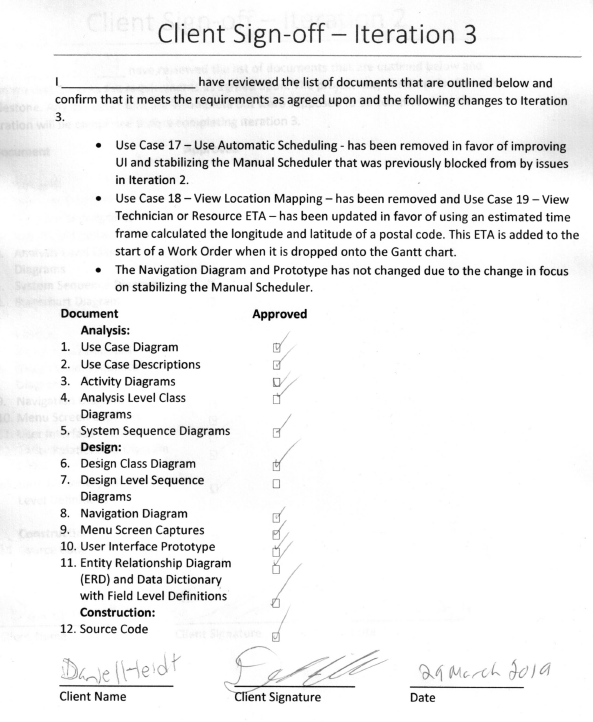 Client Sign-off – Iteration 3
I ______________________ have reviewed the list of documents that are outlined below and
confirm that it meets the requirements as agreed upon and the following changes to Iteration
3.
• Use Case 17 – Use Automatic Scheduling - has been removed in favor of improving
UI and stabilizing the Manual Scheduler that was previously blocked from by issues
in Iteration 2.
• Use Case 18 – View Location Mapping – has been removed and Use Case 19 – View
Technician or Resource ETA – has been updated in favor of using an estimated time
frame calculated the longitude and latitude of a postal code. This ETA is added to the
start of a Work Order when it is dropped onto the Gantt chart.
• The Navigation Diagram and Prototype has not changed due to the change in focus
on stabilizing the Manual Scheduler.
Document Approved
Analysis:
1. Use Case Diagram
2. Use Case Descriptions
3. Activity Diagrams
4. Analysis Level Class
Diagrams
5. System Sequence Diagrams
Design:
6. Design Class Diagram
7. Design Level Sequence
Diagrams
8. Navigation Diagram
9. Menu Screen Captures
10. User Interface Prototype
11. Entity Relationship Diagram
(ERD) and Data Dictionary
with Field Level Definitions
Construction:
12. Source Code
Heidt 29 March 2019
Client Name Client Signature Date